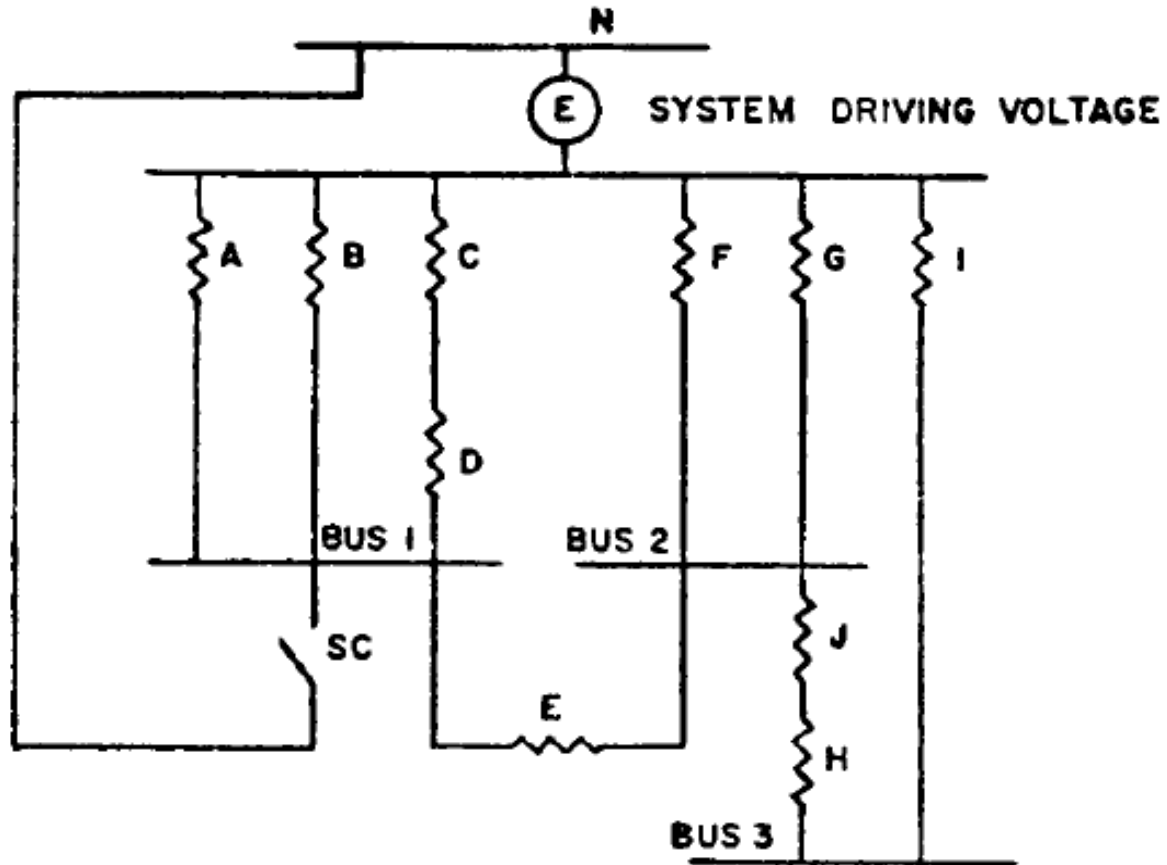 N
E SYSTEM DRIVING VOLTAGE
A B C F G I
D
BUS 1 BUS 2
SC J
E
H
BUS 3